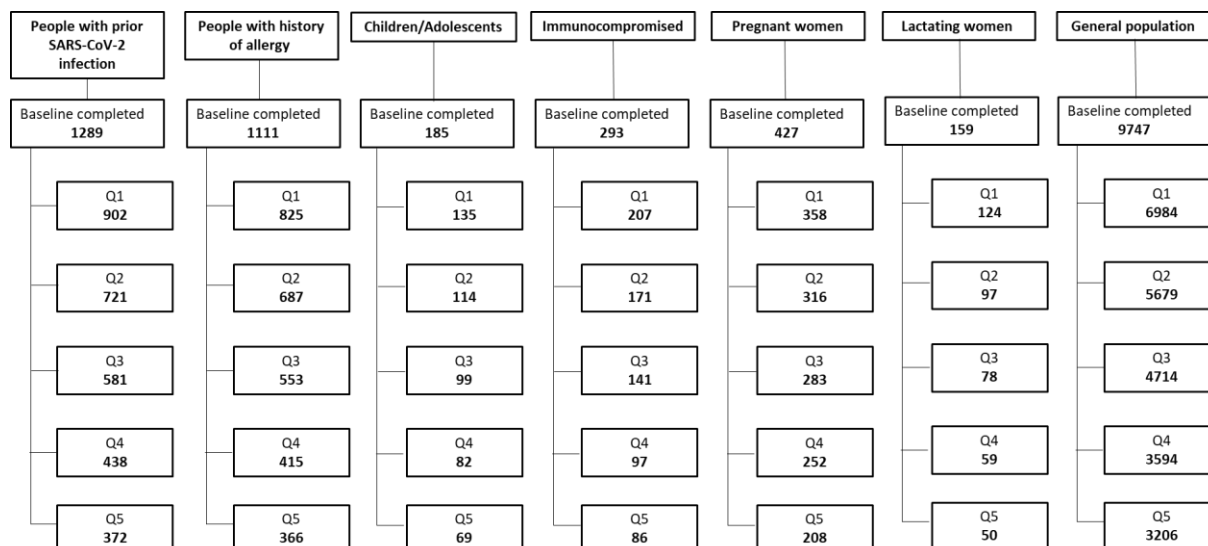 People with prior
SARS-CoV-2
infection
People with history
of allergy
Children/Adolescents
Immunocompromised
Pregnant women
Lactating women
General population
Baseline completed
1289
Baseline completed
1111
Baseline completed
185
Baseline completed
293
Baseline completed
427
Baseline completed
159
Baseline completed
9747
Q1
902
Q1
825
Q1
135
Q1
207
Q1
358
Q1
124
Q1
6984
Q2
721
Q2
687
Q2
114
Q2
171
Q2
316
Q2
97
Q2
5679
Q3
581
Q3
553
Q3
99
Q3
141
Q3
283
Q3
78
Q3
4714
Q4
438
Q4
415
Q4
82
Q4
97
Q4
252
Q4
59
Q4
3594
Q5
372
Q5
366
Q5
69
Q5
86
Q5
208
Q5
50
Q5
3206